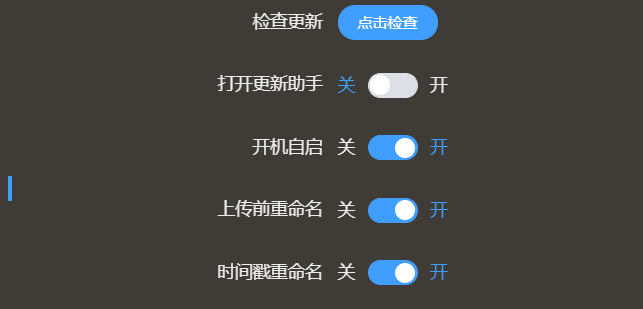 检查更新 点击检查
打开更新助手 关 开
开机自启 关 开
上传前重命名 关 开
时间戳重命名 关 开